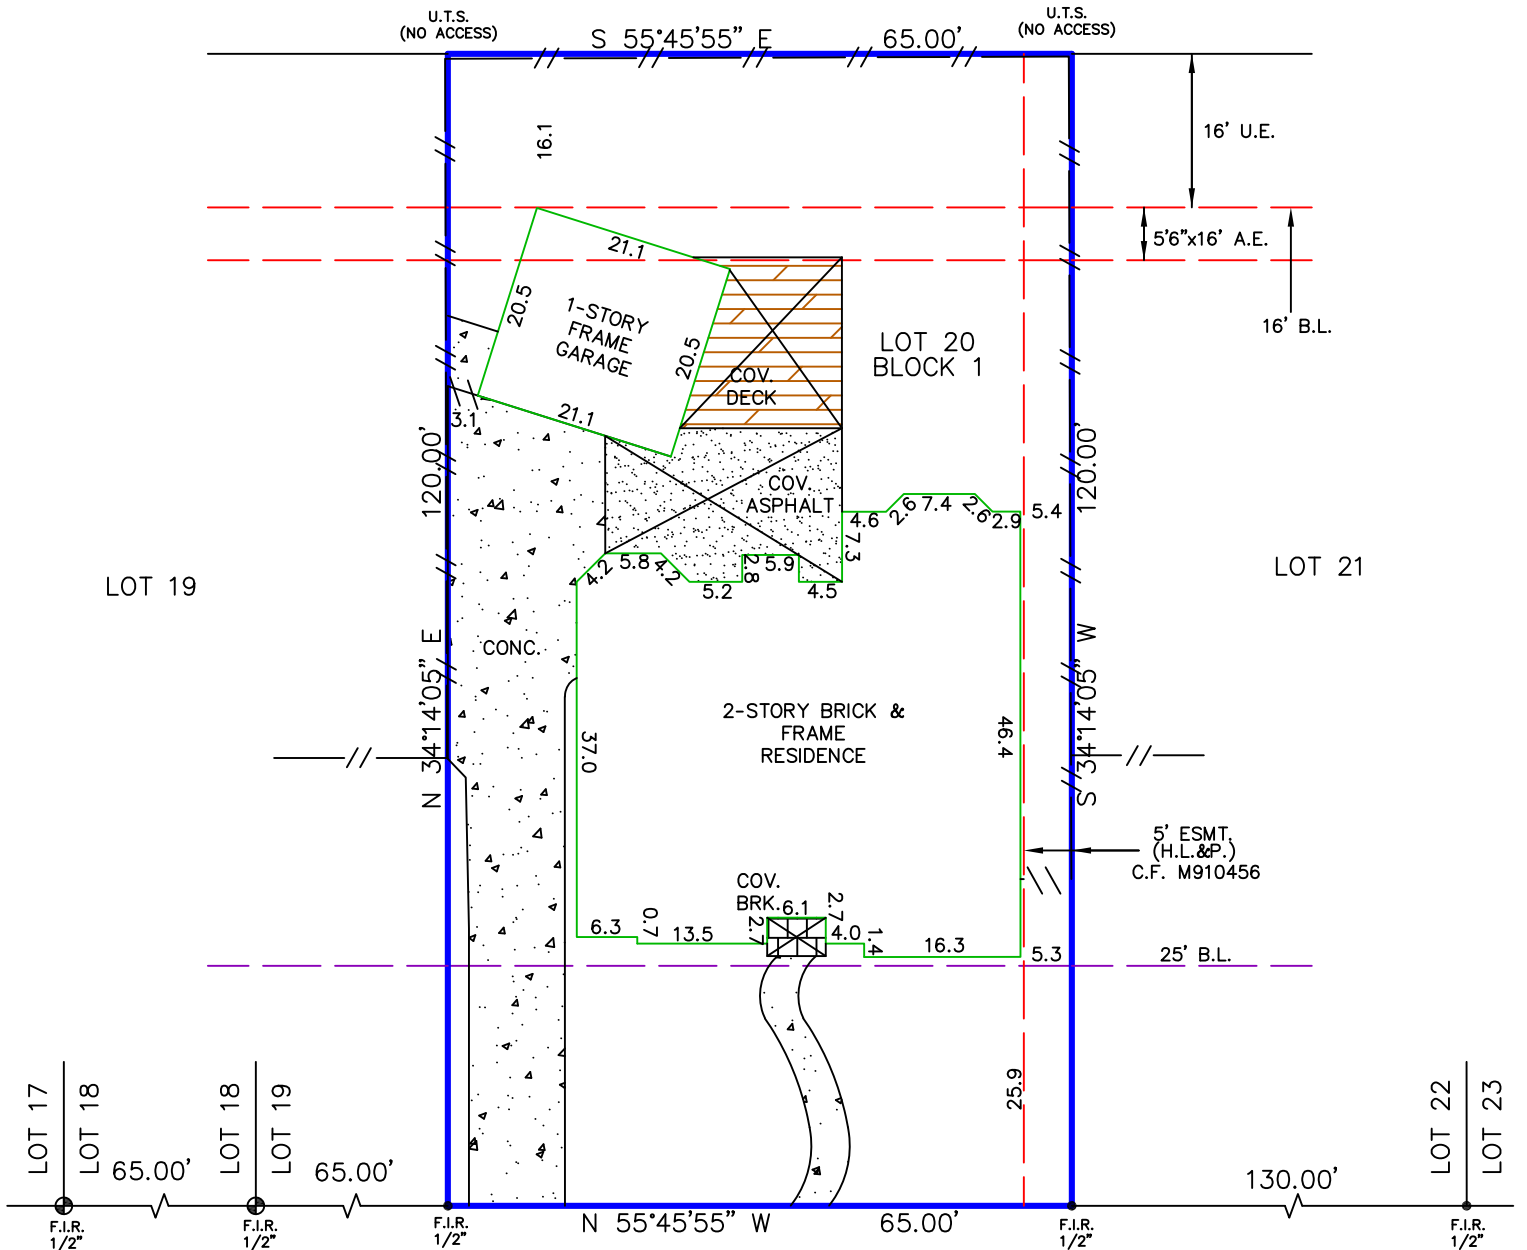 U.T.S.
(NO ACCESS)
U.T.S.
(NO ACCESS)
S 55°45'55" E
65.00'
16.1
16' U.E.
5'6"x16' A.E.
16' B.L.
21.1
20.5
1-STORY
FRAME
GARAGE
20.5
21.1
3.1
COV.
DECK
LOT 20
BLOCK 1
COV.
ASPHALT
120.00'
120.00'
4.6
2.6
7.4
2.6
2.9
5.4
7.3
4.2
5.8
4.2
5.2
2.8
5.9
4.5
LOT 19
LOT 21
CONC.
N 34°14'05" E
S 34°14'05" W
37.0
2-STORY BRICK &
FRAME
RESIDENCE
46.4
5' ESMT.
(H.L.&P.)
C.F. M910456
COV.
BRK.
6.1
2.7
6.3
0.7
13.5
2.7
4.0
1.4
16.3
5.3
25' B.L.
25.9
LOT 17
LOT 18
LOT 18
LOT 19
LOT 22
LOT 23
65.00'
65.00'
130.00'
N 55°45'55" W
65.00'
F.I.R.
1/2"
F.I.R.
1/2"
F.I.R.
1/2"
F.I.R.
1/2"
F.I.R.
1/2"